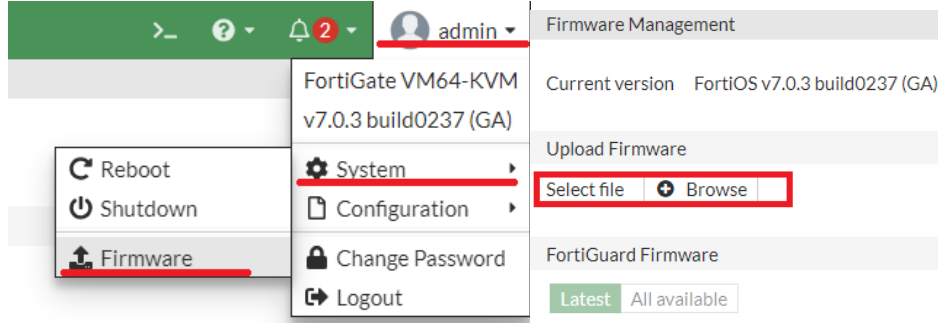 >_ ? 2 admin
FortiGate VM64-KVM
v7.0.3 build0237 (GA)
System
Configuration
Change Password
Logout
Reboot
Shutdown
Firmware
Firmware Management
Current version FortiOS v7.0.3 build0237 (GA)
Upload Firmware
Select file Browse
FortiGuard Firmware
Latest All available